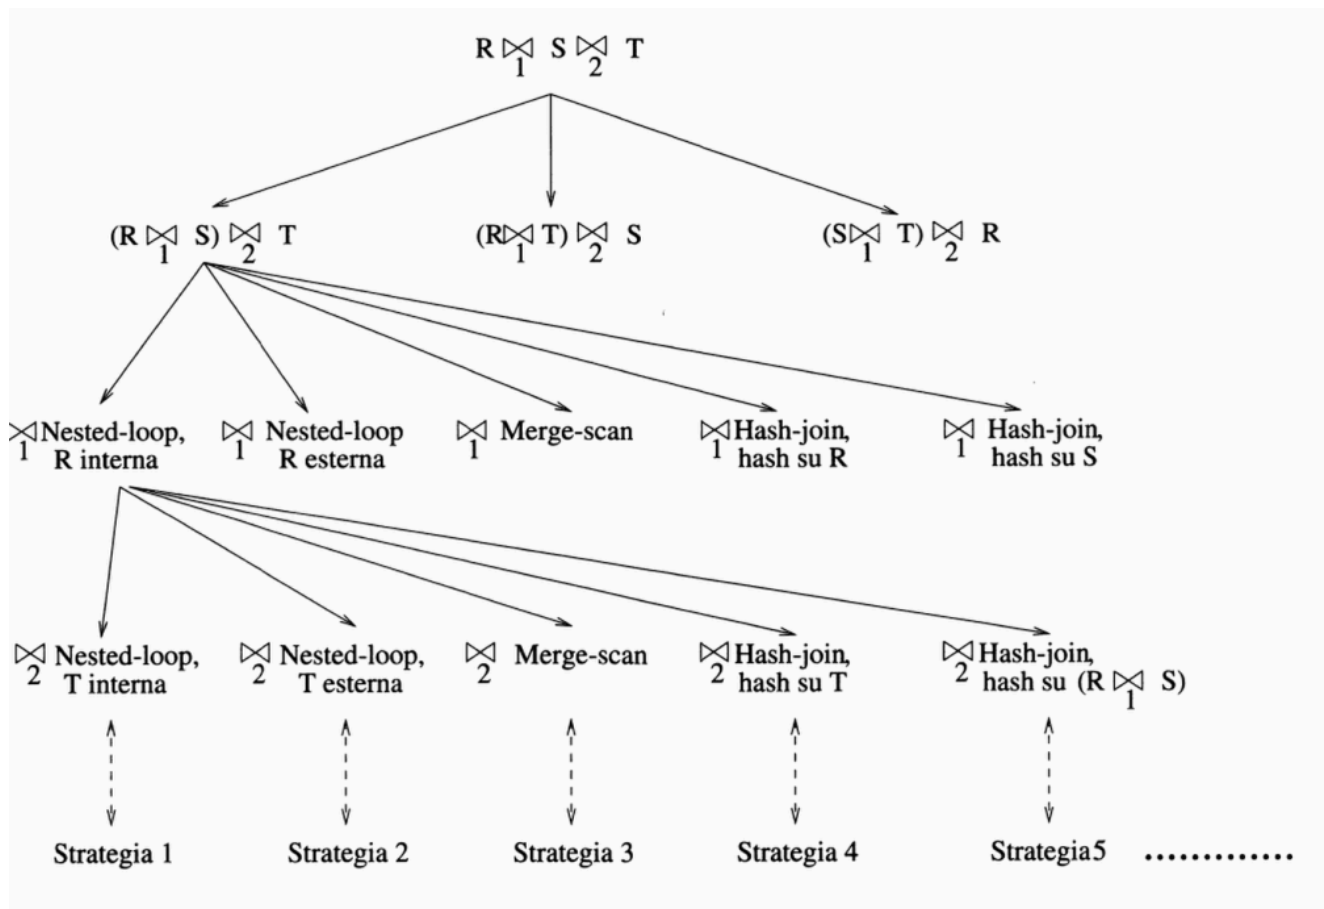 R ⋈1 S ⋈2 T
(R ⋈1 S) ⋈2 T
(R ⋈1 T) ⋈2 S
(S ⋈1 T) ⋈2 R
⋈1 Nested-loop,
R interna
⋈1 Nested-loop
R esterna
⋈1 Merge-scan
⋈1 Hash-join,
hash su R
⋈1 Hash-join,
hash su S
⋈2 Nested-loop,
T interna
⋈2 Nested-loop,
T esterna
⋈2 Merge-scan
⋈2 Hash-join,
hash su T
⋈2 Hash-join,
hash su (R ⋈1 S)
Strategia 1
Strategia 2
Strategia 3
Strategia 4
Strategia5 .............